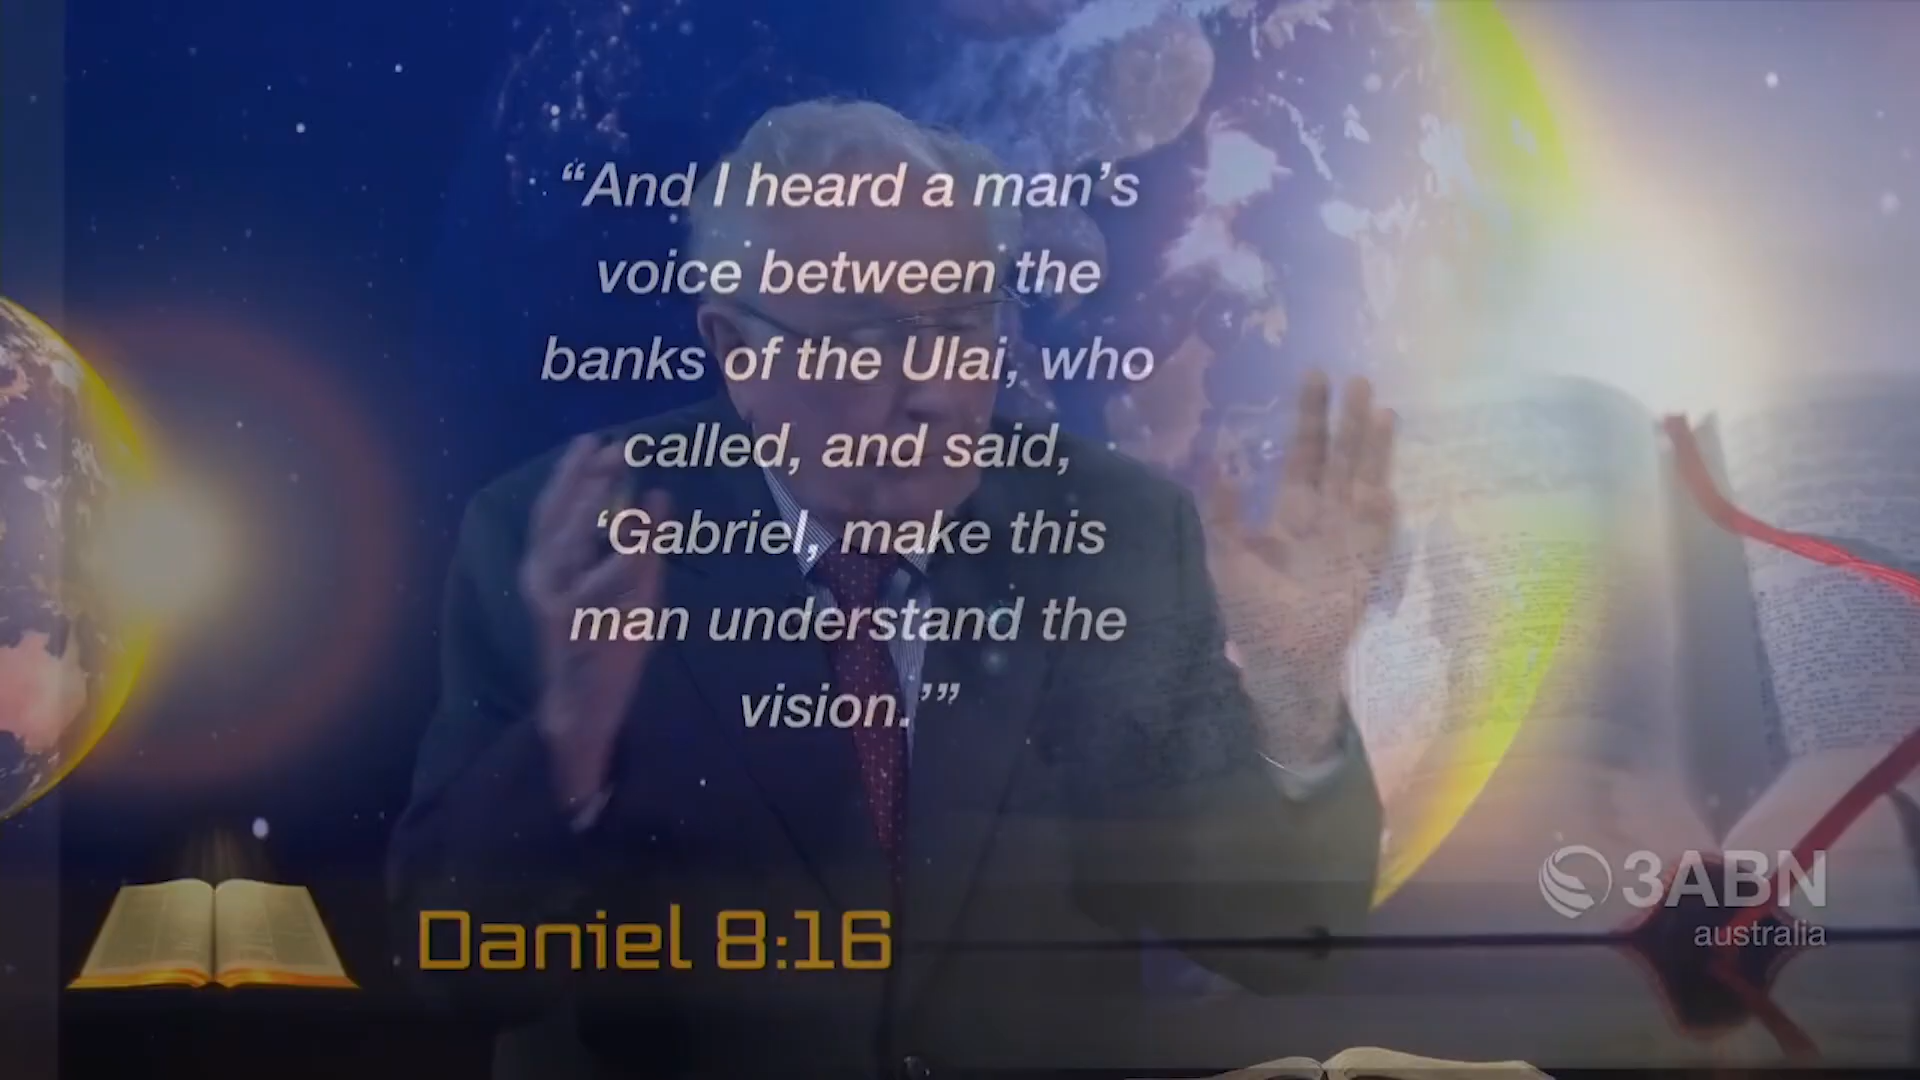 “And I heard a man’s
voice between the
banks of the Ulai, who
called, and said,
‘Gabriel, make this
man understand the
vision.’”
Daniel 8:16
3ABN
australia